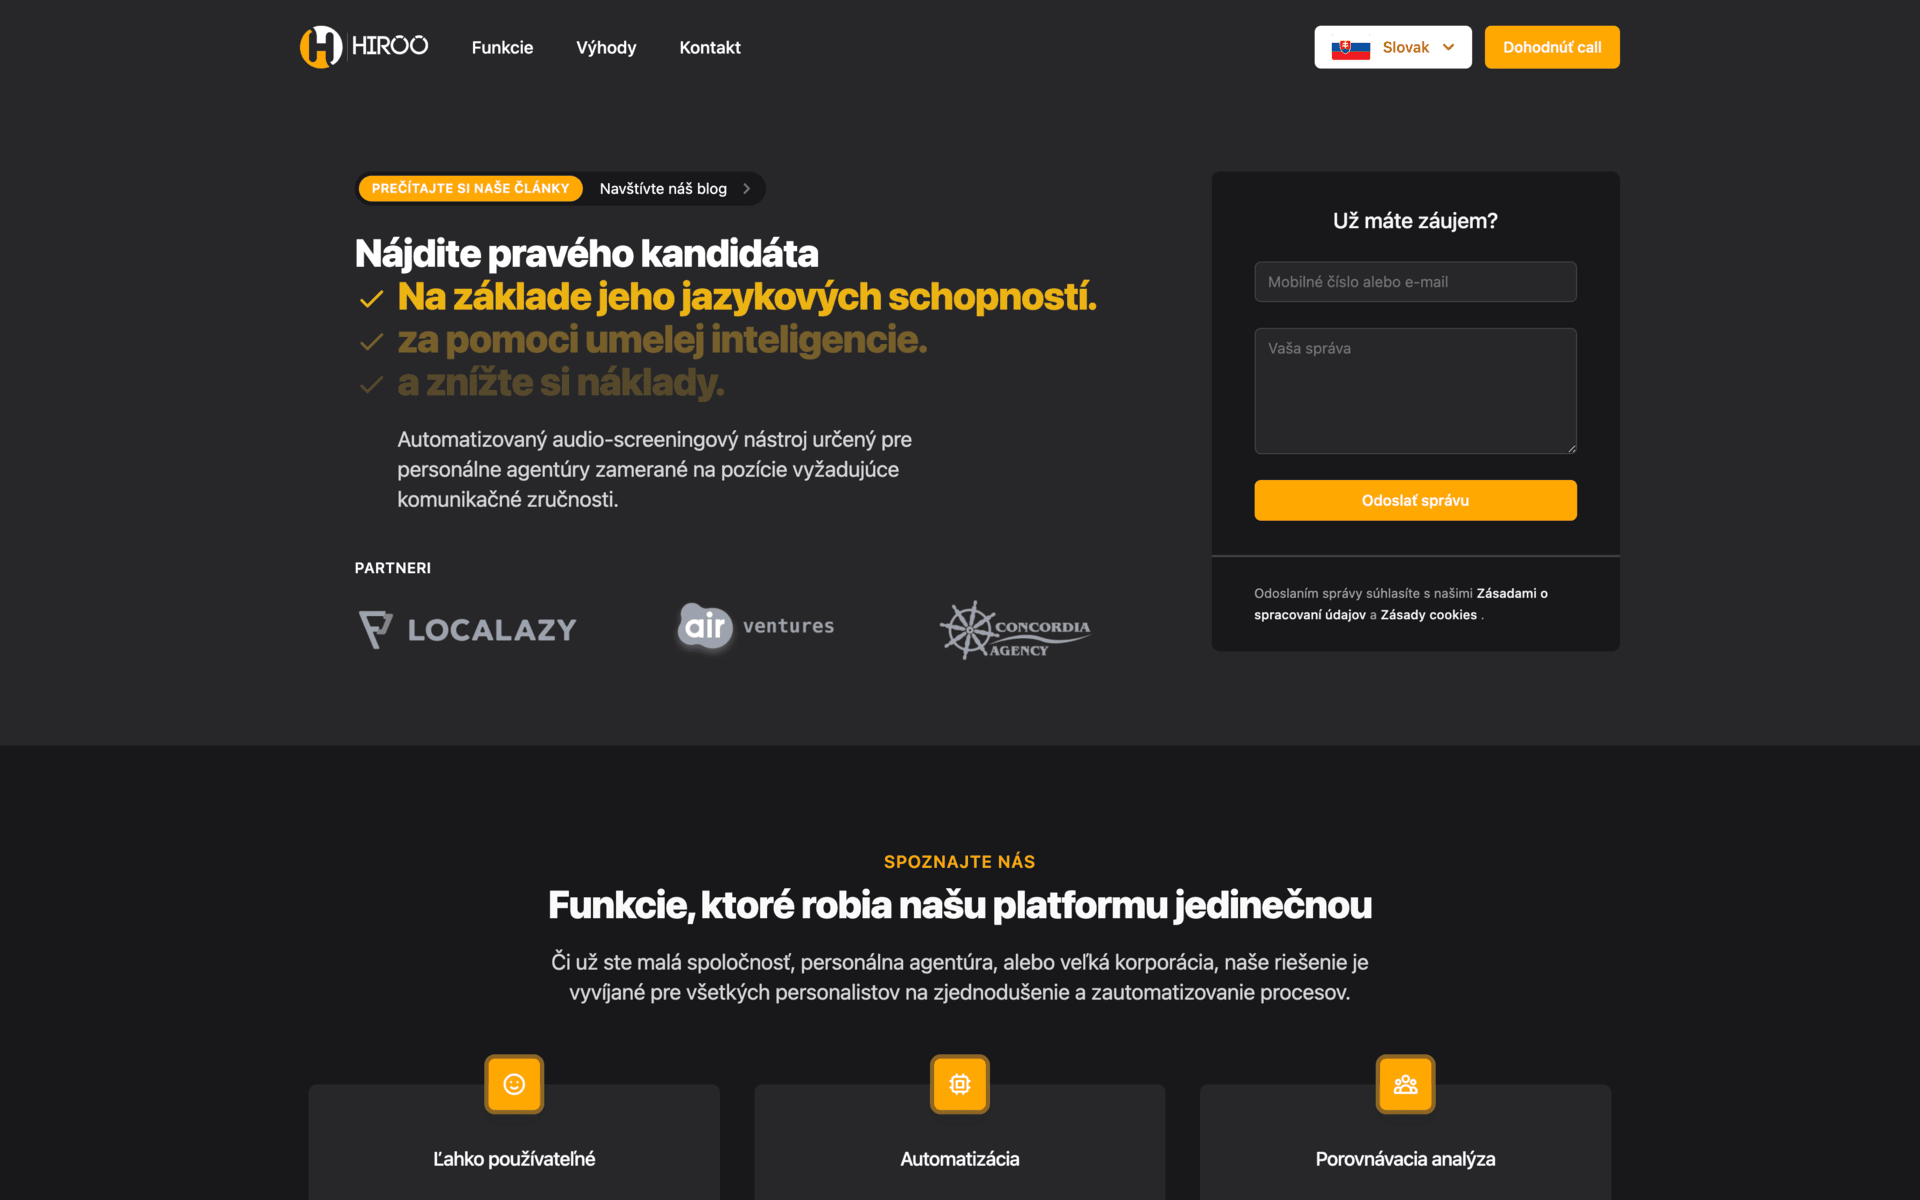 HIROO
Funkcie
Výhody
Kontakt
Slovak
Dohodnúť call
PREČÍTAJTE SI NAŠE ČLÁNKY
Navštívte náš blog
Nájdite pravého kandidáta
Na základe jeho jazykových schopností.
za pomoci umelej inteligencie.
a znížte si náklady.
Automatizovaný audio-screeningový nástroj určený pre
personálne agentúry zamerané na pozície vyžadujúce
komunikačné zručnosti.
PARTNERI
LOCALAZY
air ventures
CONCORDIA
AGENCY
Už máte záujem?
Mobilné číslo alebo e-mail
Vaša správa
Odoslať správu
Odoslaním správy súhlasíte s našimi Zásadami o
spracovaní údajov a Zásady cookies .
SPOZNAJTE NÁS
Funkcie, ktoré robia našu platformu jedinečnou
Či už ste malá spoločnosť, personálna agentúra, alebo veľká korporácia, naše riešenie je
vyvíjané pre všetkých personalistov na zjednodušenie a zautomatizovanie procesov.
Ľahko používateľné
Automatizácia
Porovnávacia analýza